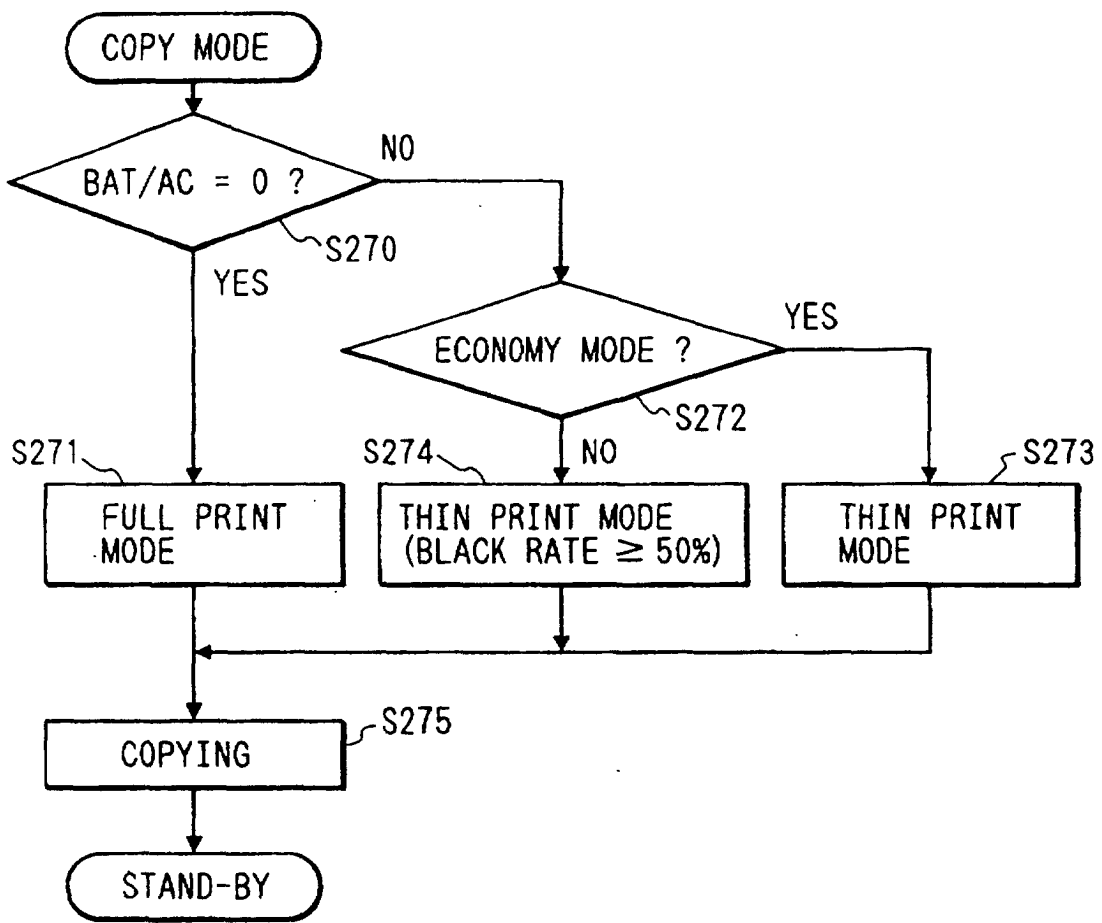 COPY MODE
BAT/AC = 0 ?
NO
S270
YES
ECONOMY MODE ?
YES
S272
S271
S274
NO
S273
FULL PRINT
MODE
THIN PRINT MODE
(BLACK RATE ≥ 50%)
THIN PRINT
MODE
S275
COPYING
STAND-BY